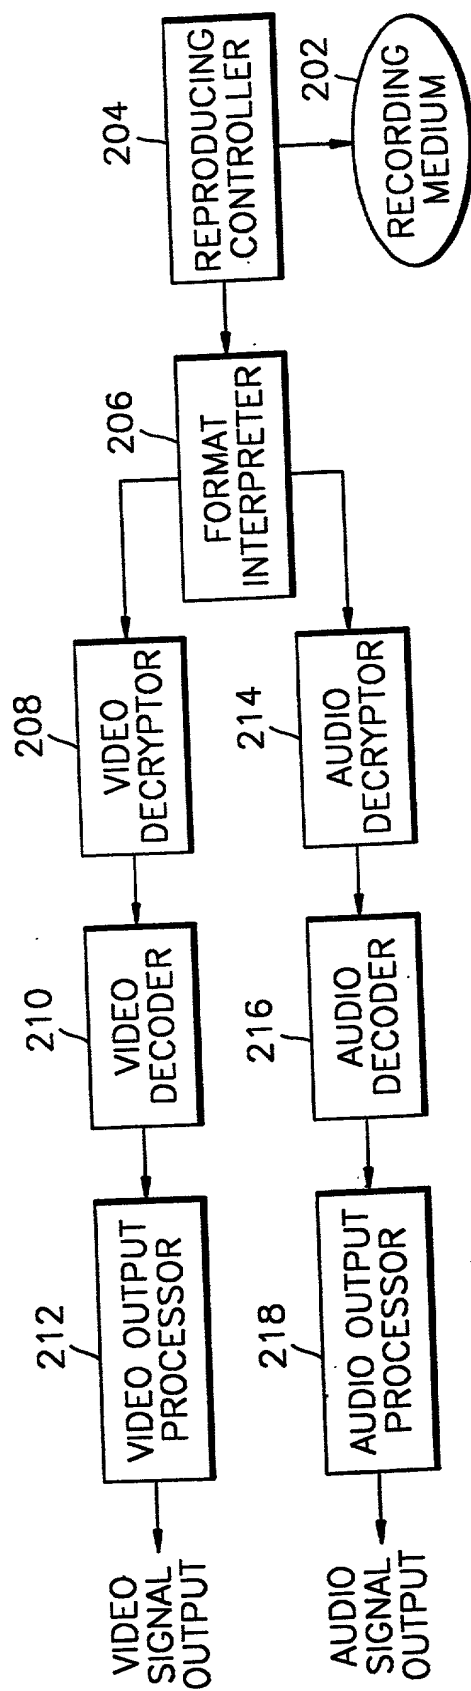 204
REPRODUCING
CONTROLLER
202
RECORDING
MEDIUM
206
FORMAT
INTERPRETER
208
VIDEO
DECRYPTOR
210
VIDEO
DECODER
212
VIDEO OUTPUT
PROCESSOR
VIDEO
SIGNAL
OUTPUT
214
AUDIO
DECRYPTOR
216
AUDIO
DECODER
218
AUDIO OUTPUT
PROCESSOR
AUDIO
SIGNAL
OUTPUT